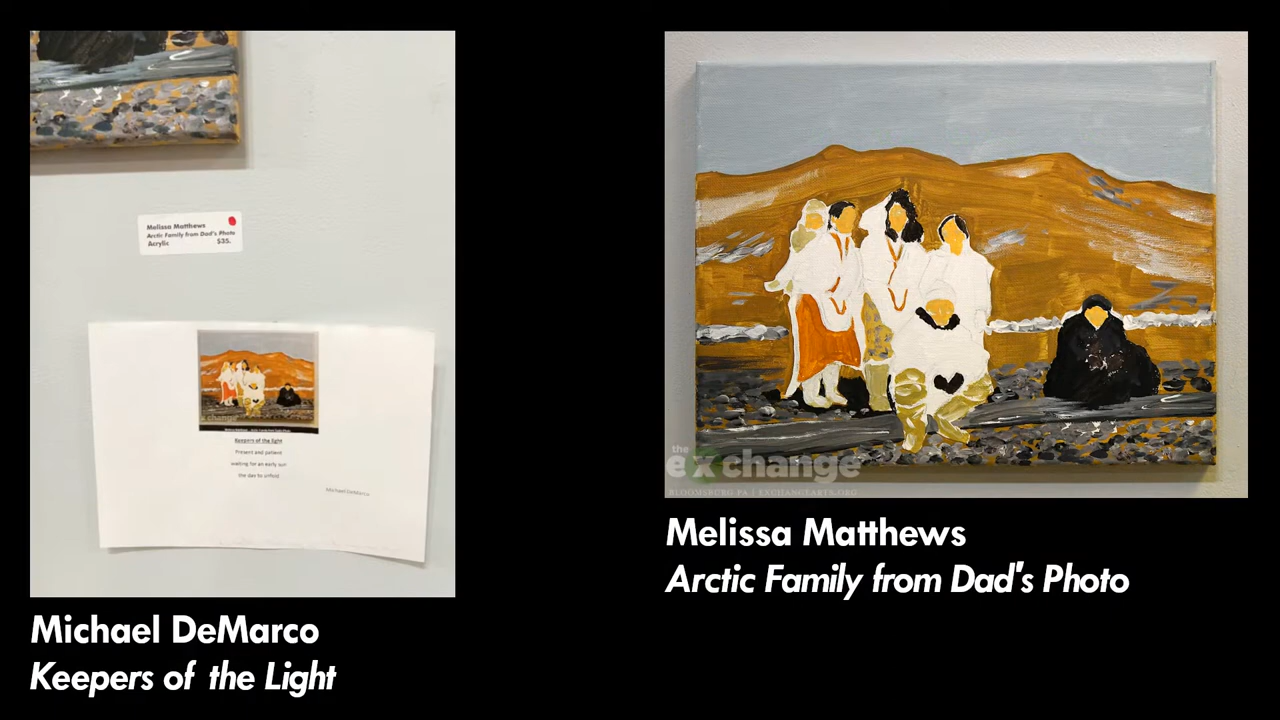 Melissa Matthews
Arctic Family from Dad's Photo
Acrylic $35.
Keepers of the light
Present and patient
waiting for an early sun
the day to unfold
MichaelDeMarco
Michael DeMarco
Keepers of the Light
the
exchange
BLOOMSBURG PA | EXCHANGEARTS.ORG
Melissa Matthews
Arctic Family from Dad's Photo